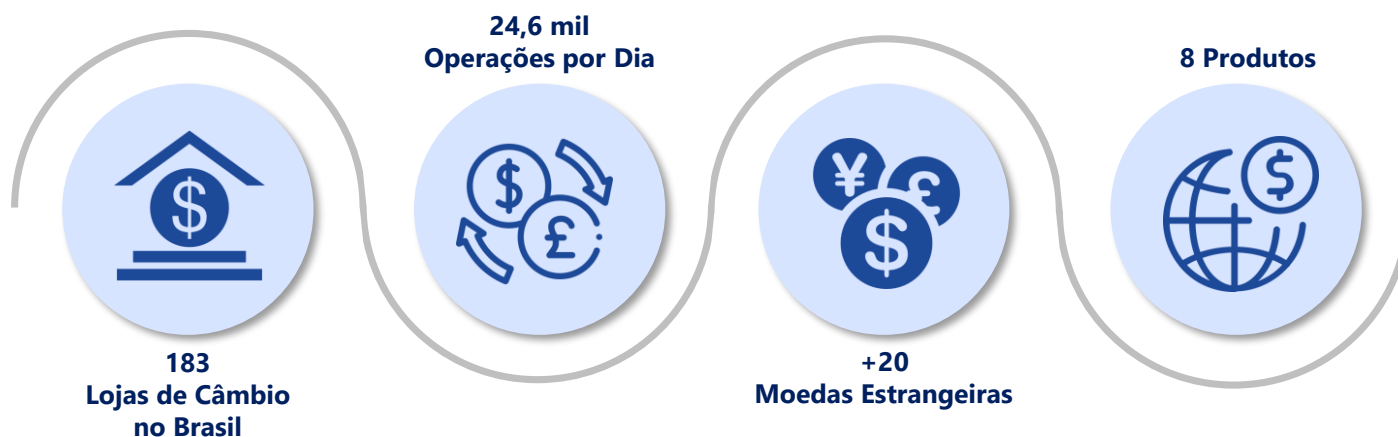 24,6 mil
Operações por Dia
8 Produtos
183
Lojas de Câmbio
no Brasil
+20
Moedas Estrangeiras